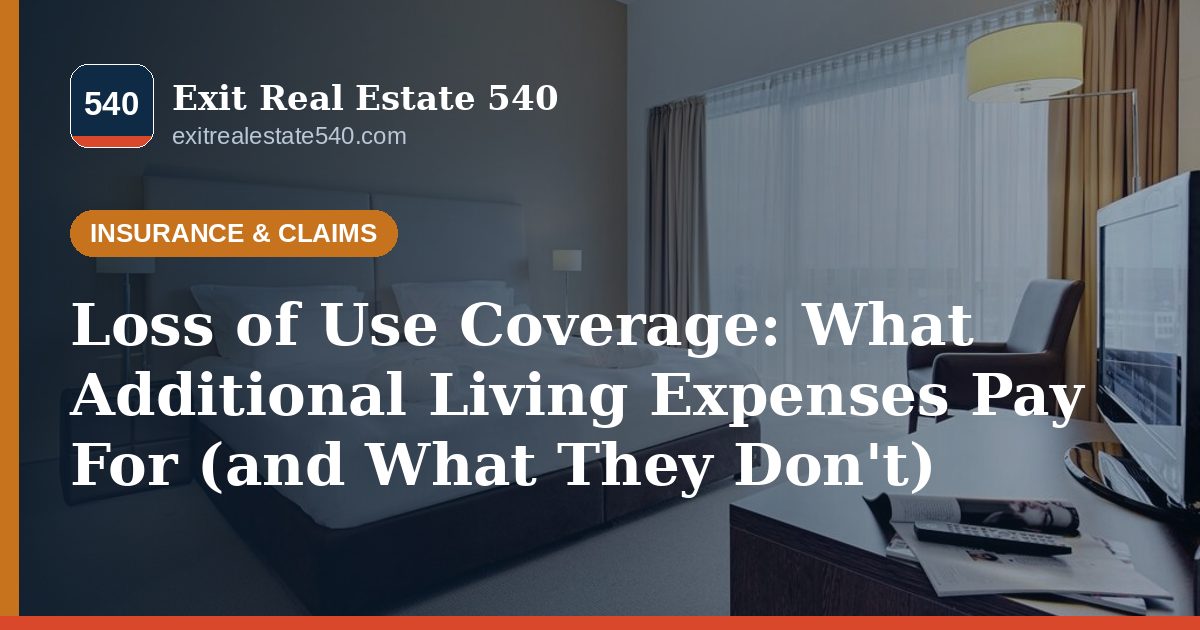 540
Exit Real Estate 540
exitrealestate540.com
INSURANCE & CLAIMS
Loss of Use Coverage: What
Additional Living Expenses Pay
For (and What They Don't)